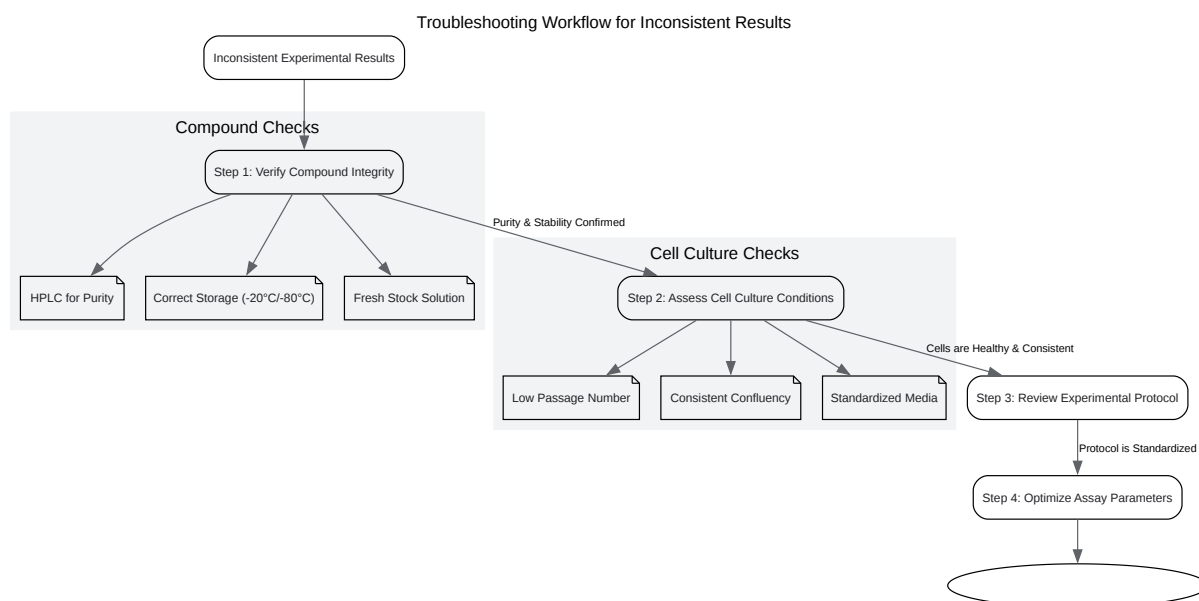 Troubleshooting Workflow for Inconsistent Results
Inconsistent Experimental Results
Compound Checks
Step 1: Verify Compound Integrity
Purity & Stability Confirmed
HPLC for Purity
Correct Storage (-20°C/-80°C)
Fresh Stock Solution
Cell Culture Checks
Step 2: Assess Cell Culture Conditions
Cells are Healthy & Consistent
Low Passage Number
Consistent Confluency
Standardized Media
Step 3: Review Experimental Protocol
Protocol is Standardized
Step 4: Optimize Assay Parameters